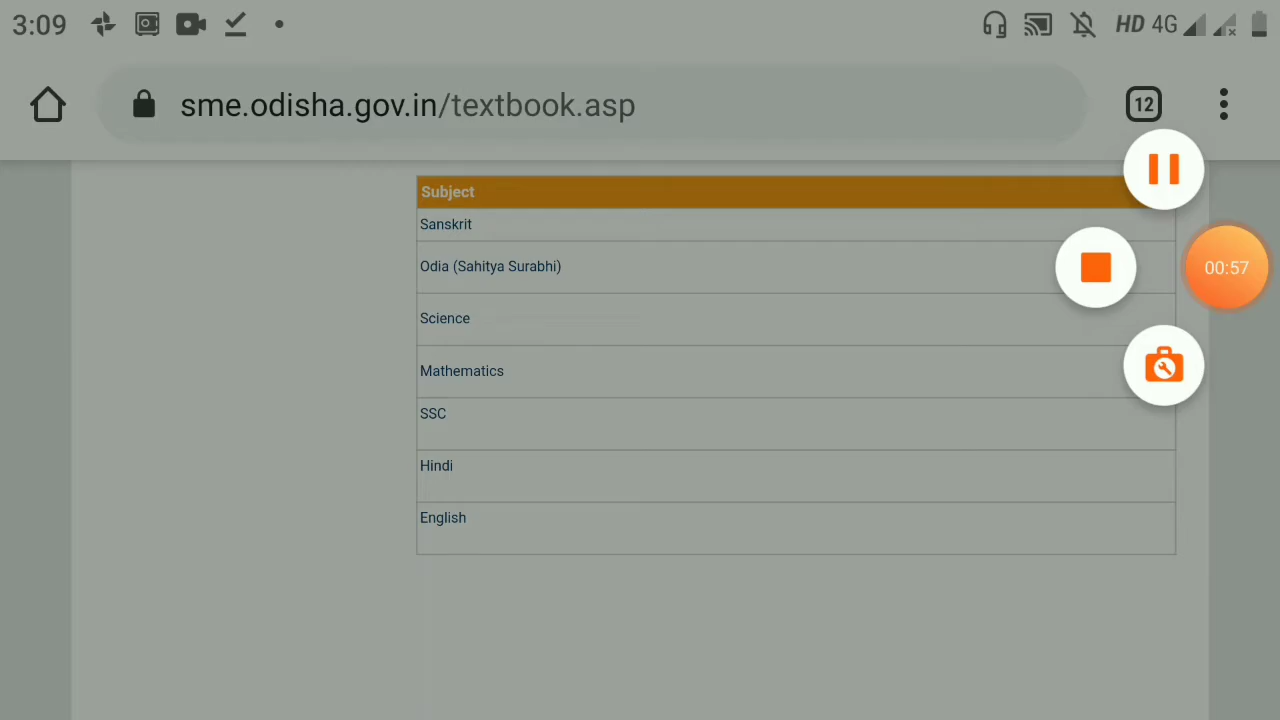 3:09
HD 4G
sme.odisha.gov.in/textbook.asp
12
Subject
Sanskrit
Odia (Sahitya Surabhi)
00:57
Science
Mathematics
SSC
Hindi
English